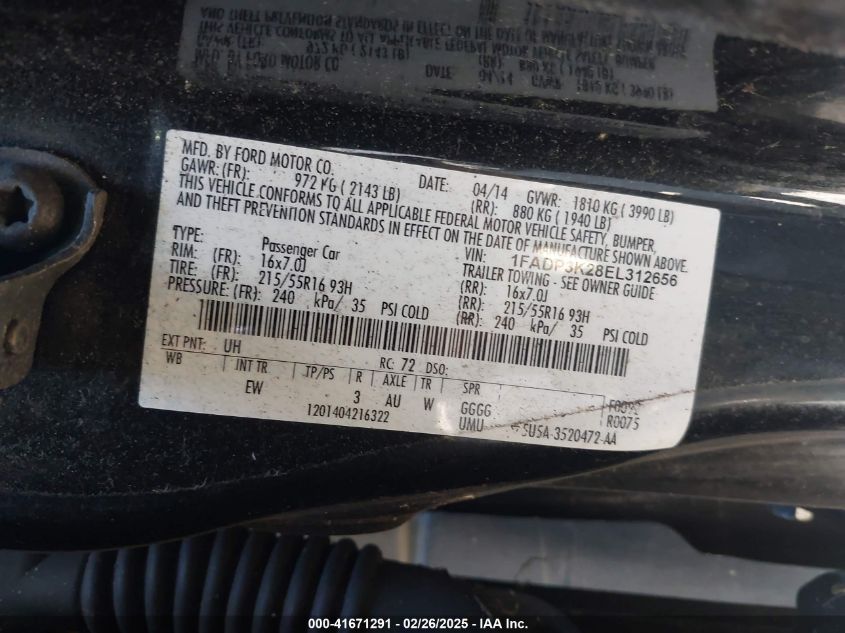 MFD. BY FORD MOTOR CO.
DATE: 04/14 GVWR: 1810 KG ( 3990 LB)
GAWR: (FR): 972 KG ( 2143 LB) (RR): 880 KG ( 1940 LB)
THIS VEHICLE CONFORMS TO ALL APPLICABLE FEDERAL MOTOR VEHICLE SAFETY, BUMPER,
AND THEFT PREVENTION STANDARDS IN EFFECT ON THE DATE OF MANUFACTURE SHOWN ABOVE.
VIN: 1FADP3K28EL312656
TYPE: Passenger Car TRAILER TOWING - SEE OWNER GUIDE
RIM: (FR): 16x7.0J (RR): 16x7.0J
TIRE: (FR): 215/55R16 93H (RR): 215/55R16 93H
PRESSURE: (FR): 240 kPa/ 35 PSI COLD (RR): 240 kPa/ 35 PSI COLD
EXT PNT: UH RC: 72 DSO:
WB INT TR TP/PS R AXLE TR SPR
EW 3 AU W GGGG
R0075
1201404216322 UMU 5U5A-3520472-AA
000-41671291 - 02/26/2025 - IAA Inc.